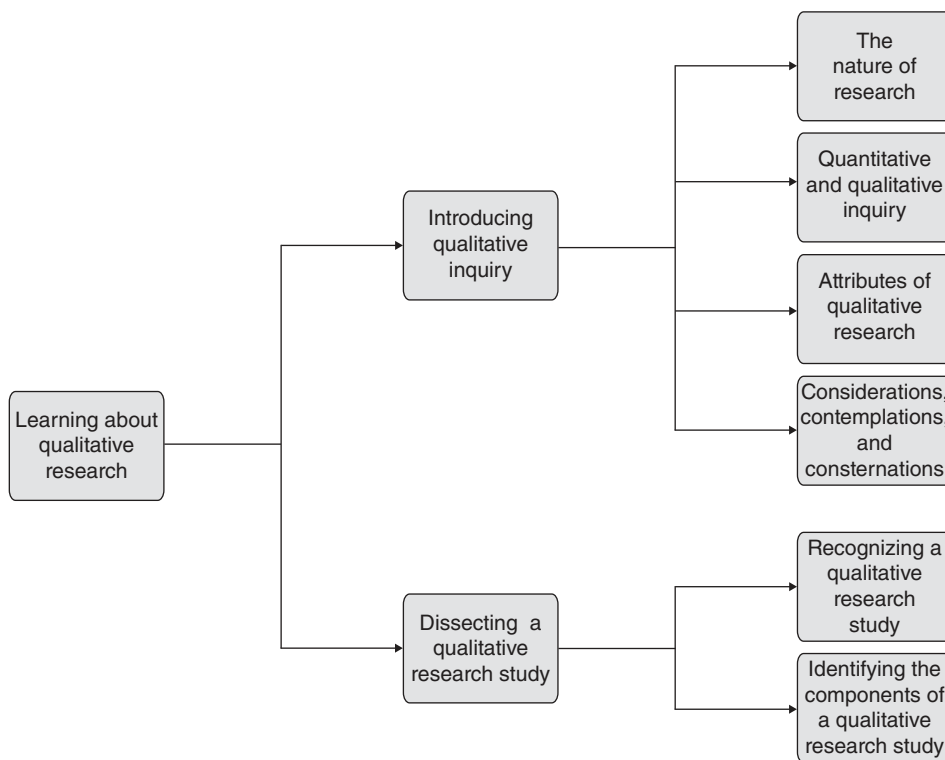 Learning about
qualitative
research
Introducing
qualitative
inquiry
The
nature of
research
Quantitative
and qualitative
inquiry
Attributes of
qualitative
research
Considerations,
contemplations,
and
consternations
Dissecting a
qualitative
research study
Recognizing a
qualitative
research
study
Identifying the
components of
a qualitative
research study